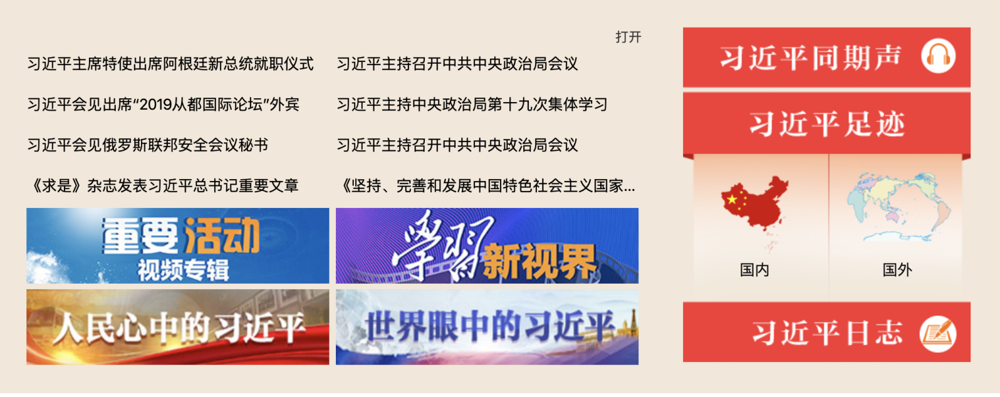 打开
习近平主席特使出席阿根廷新总统就职仪式
习近平主持召开中共中央政治局会议
习近平会见出席“2019从都国际论坛”外宾
习近平主持中央政治局第十九次集体学习
习近平会见俄罗斯联邦安全会议秘书
习近平主持召开中共中央政治局会议
《求是》杂志发表习近平总书记重要文章
《坚持、完善和发展中国特色社会主义国家...
重要活动
视频专辑
學習新视界
人民心中的习近平
世界眼中的习近平
习近平同期声
习近平足迹
国内
国外
习近平日志